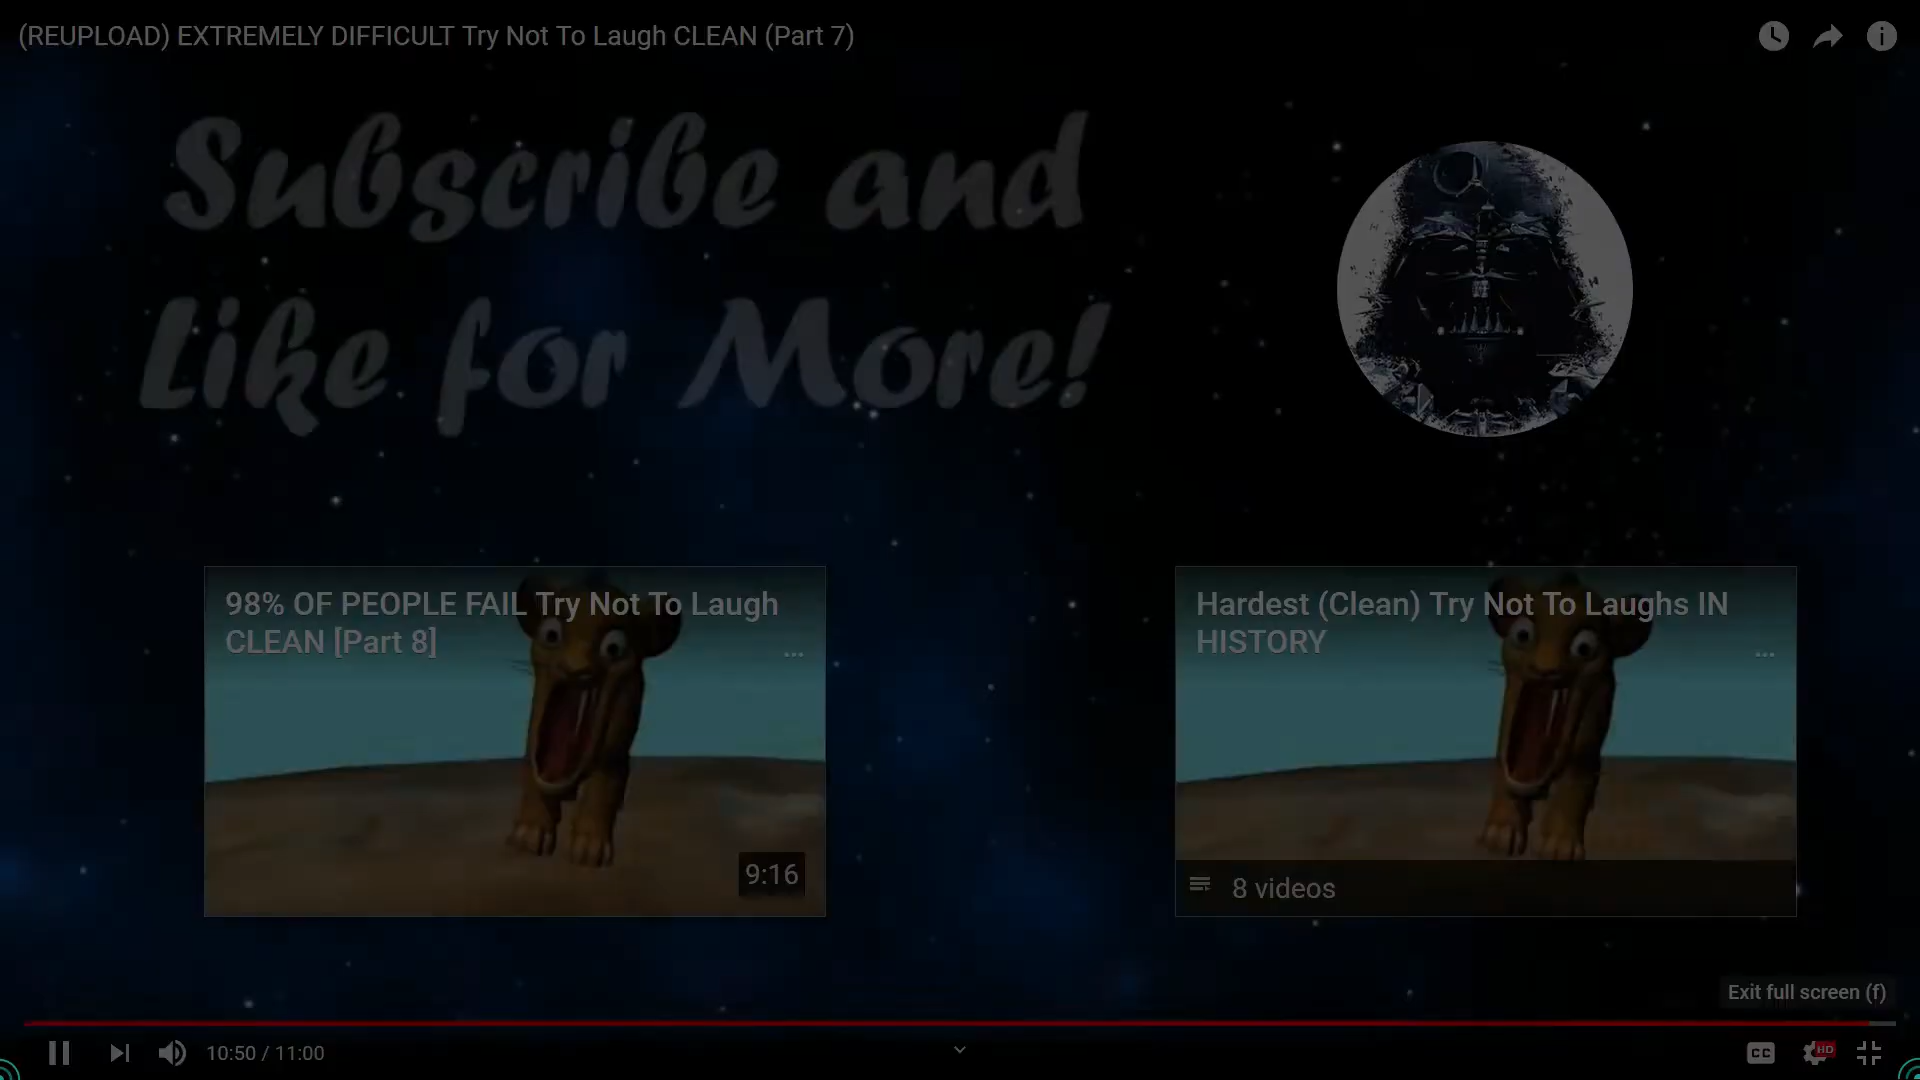 (REUPLOAD) EXTREMELY DIFFICULT Try Not To Laugh CLEAN (Part 7)
Subscribe and
Like for More!
98% OF PEOPLE FAIL Try Not To Laugh
CLEAN [Part 8]
9:16
Hardest (Clean) Try Not To Laughs IN
HISTORY
8 videos
Exit full screen (f)
10:50 / 11:00
CC
HD